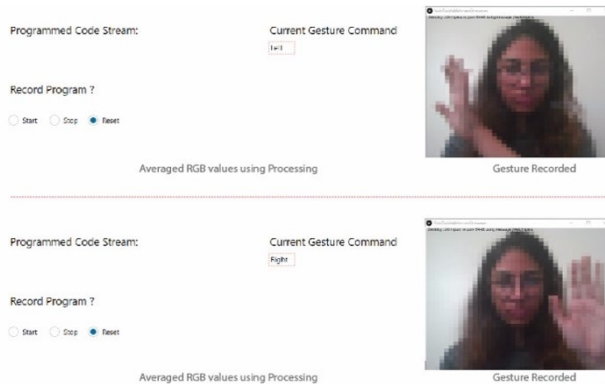 Programmed Code Stream:
Current Gesture Command
Left
Record Program ?
Start Stop Reset
Averaged RGB values using Processing
Gesture Recorded
Programmed Code Stream:
Current Gesture Command
Right
Record Program ?
Start Stop Reset
Averaged RGB values using Processing
Gesture Recorded